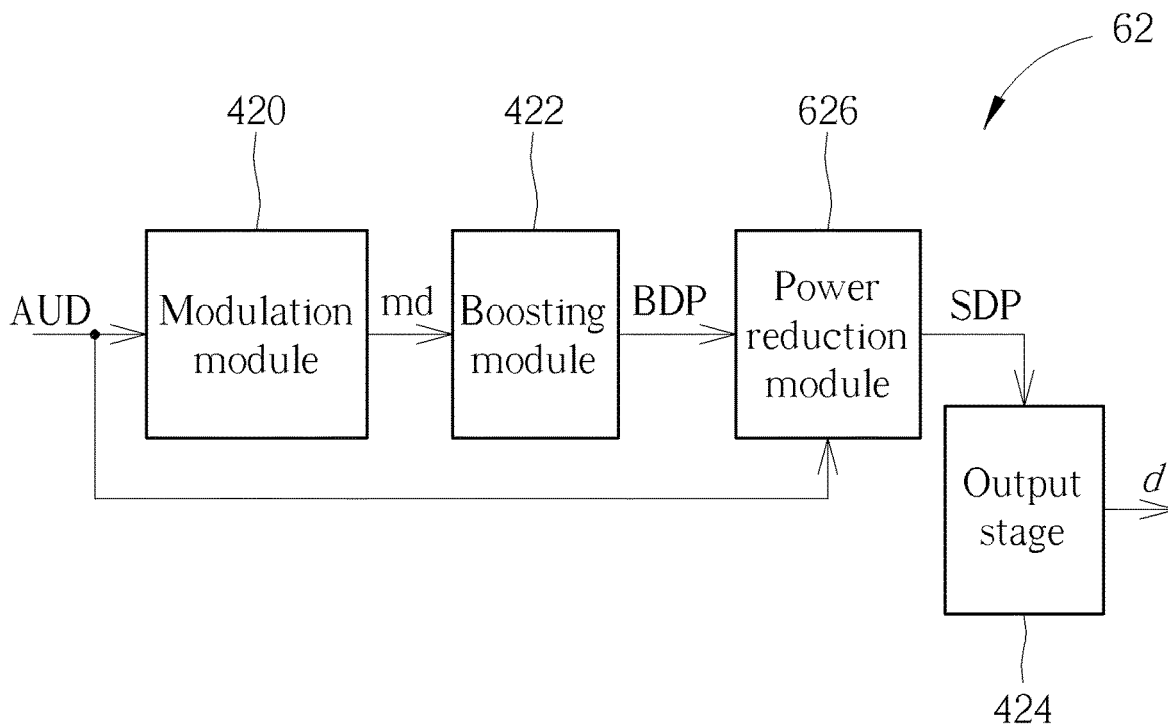 62
420
422
626
AUD
Modulation
module
md
Boosting
module
BDP
Power
reduction
module
SDP
Output
stage
d
424